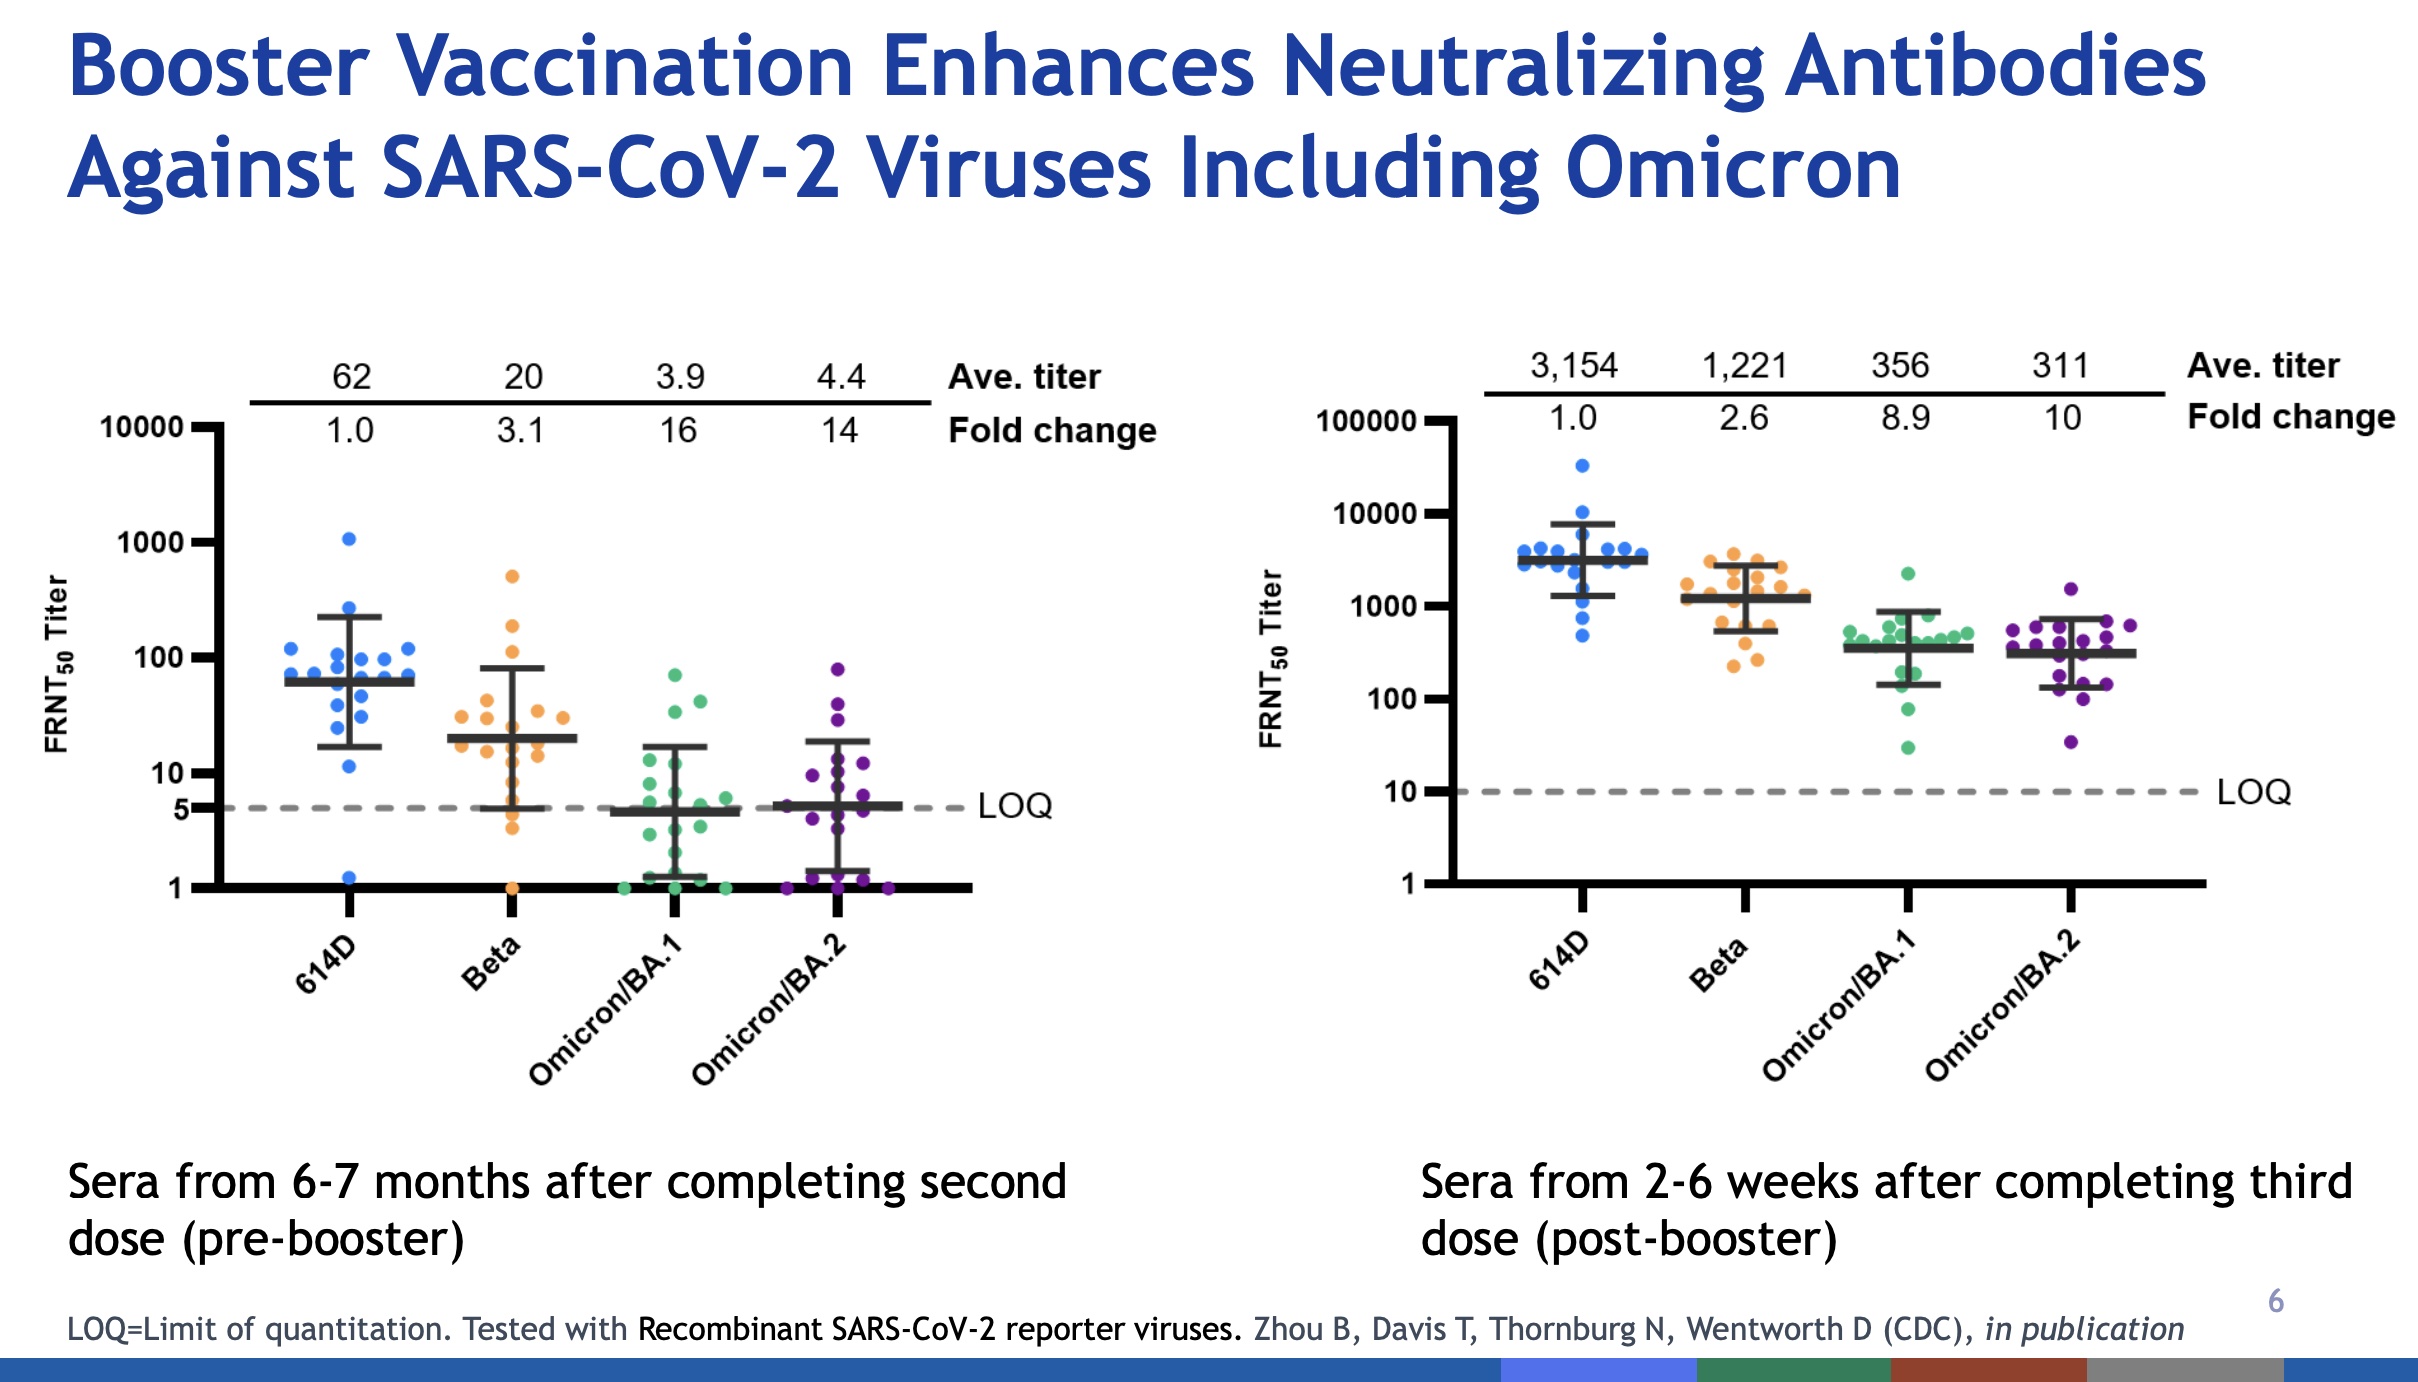 Booster Vaccination Enhances Neutralizing Antibodies
Against SARS-CoV-2 Viruses Including Omicron
62 20 3.9 4.4 Ave. titer
1.0 3.1 16 14 Fold change
10000
1000
100
10
5
1
FRNT50 Titer
LOQ
614D
Beta
Omicron/BA.1
Omicron/BA.2
Sera from 6-7 months after completing second
dose (pre-booster)
3,154 1,221 356 311 Ave. titer
1.0 2.6 8.9 10 Fold change
100000
10000
1000
100
10
1
FRNT50 Titer
LOQ
614D
Beta
Omicron/BA.1
Omicron/BA.2
Sera from 2-6 weeks after completing third
dose (post-booster)
6
LOQ=Limit of quantitation. Tested with Recombinant SARS-CoV-2 reporter viruses. Zhou B, Davis T, Thornburg N, Wentworth D (CDC), in publication